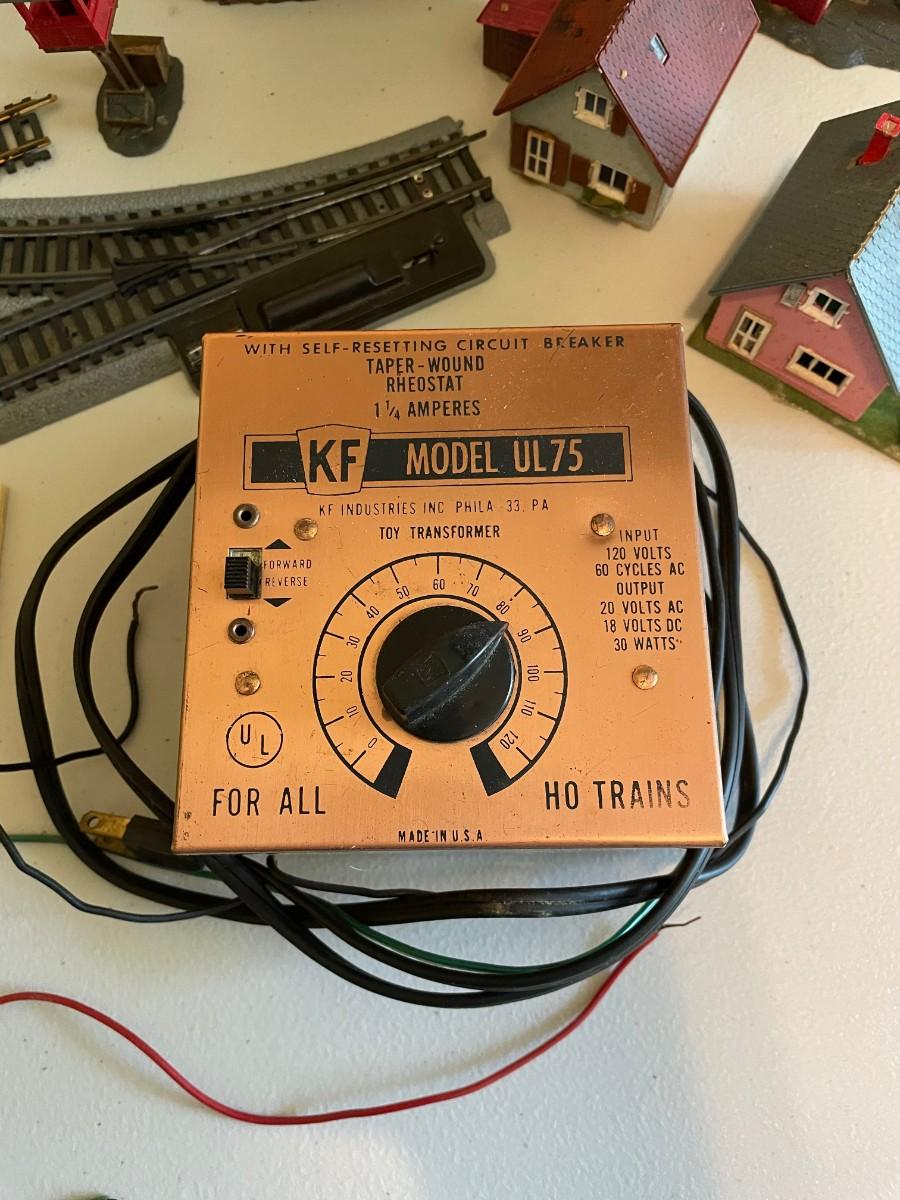 WITH SELF-RESETTING CIRCUIT BREAKER
TAPER-WOUND
RHEOSTAT
1 1/4 AMPERES
KF MODEL UL75
KF INDUSTRIES INC PHILA. 33, PA
TOY TRANSFORMER
FORWARD
REVERSE
INPUT
120 VOLTS
60 CYCLES AC
OUTPUT
20 VOLTS AC
18 VOLTS DC
30 WATTS
0 10 20 30 40 50 60 70 80 90 100 110 120
UL
FOR ALL HO TRAINS
MADE IN U.S.A